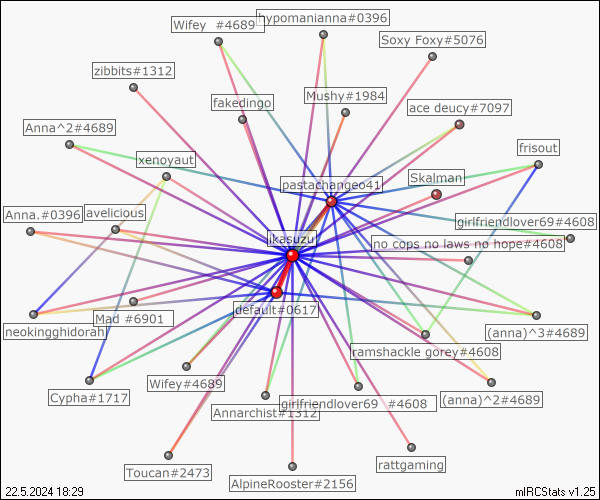 Wifey  #4689
hypomanianna#0396
Soxy Foxy#5076
zibbits#1312
fakedingo
Mushy#1984
ace deucy#7097
Anna^2#4689
xenoyaut
frisout
pastachangeo41
Skalman
Anna.#0396
avelicious
girlfriendlover69#4608
ikasuzu
no cops no laws no hope#4608
default#0617
neokingghidorah
Mad #6901
(anna)^3#4689
ramshackle gorey#4608
Cypha#1717
Wifey#4689
Annarchist#1312
girlfriendlover69  #4608
(anna)^2#4689
Toucan#2473
AlpineRooster#2156
rattgaming
22.5.2024 18:29
mIRCStats v1.25